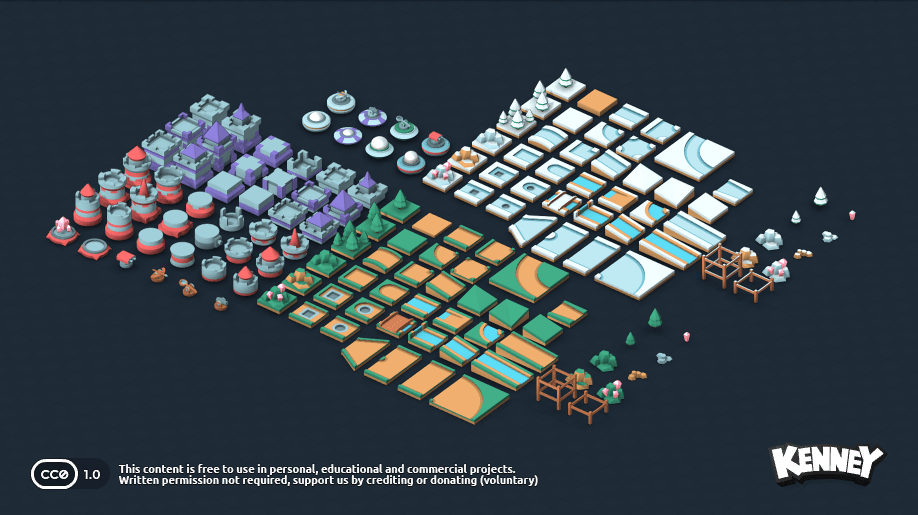 CC0 1.0
This content is free to use in personal, educational and commercial projects.
Written permission not required, support us by crediting or donating (voluntary)
KENNEY